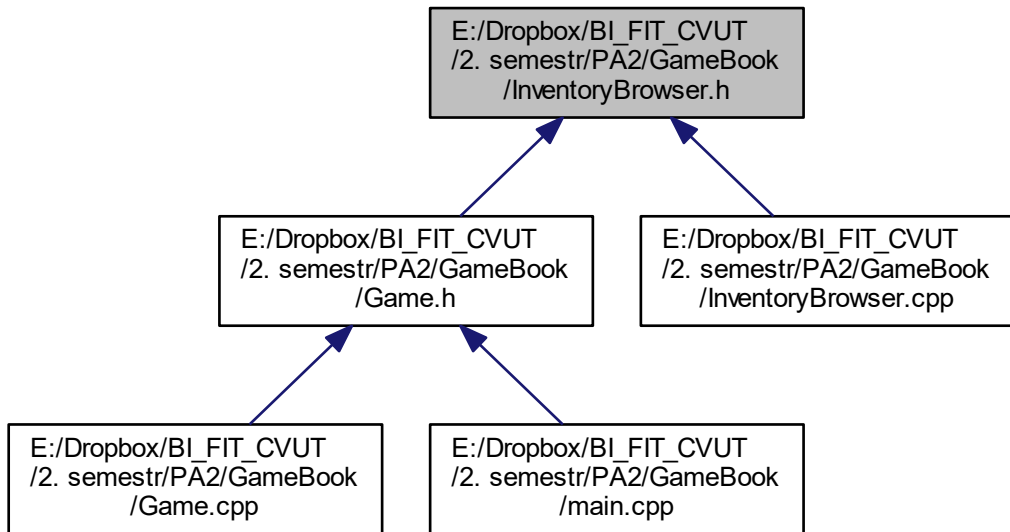 E:/Dropbox/BI_FIT_CVUT
/2. semestr/PA2/GameBook
/InventoryBrowser.h
E:/Dropbox/BI_FIT_CVUT
/2. semestr/PA2/GameBook
/Game.h
E:/Dropbox/BI_FIT_CVUT
/2. semestr/PA2/GameBook
/InventoryBrowser.cpp
E:/Dropbox/BI_FIT_CVUT
/2. semestr/PA2/GameBook
/Game.cpp
E:/Dropbox/BI_FIT_CVUT
/2. semestr/PA2/GameBook
/main.cpp